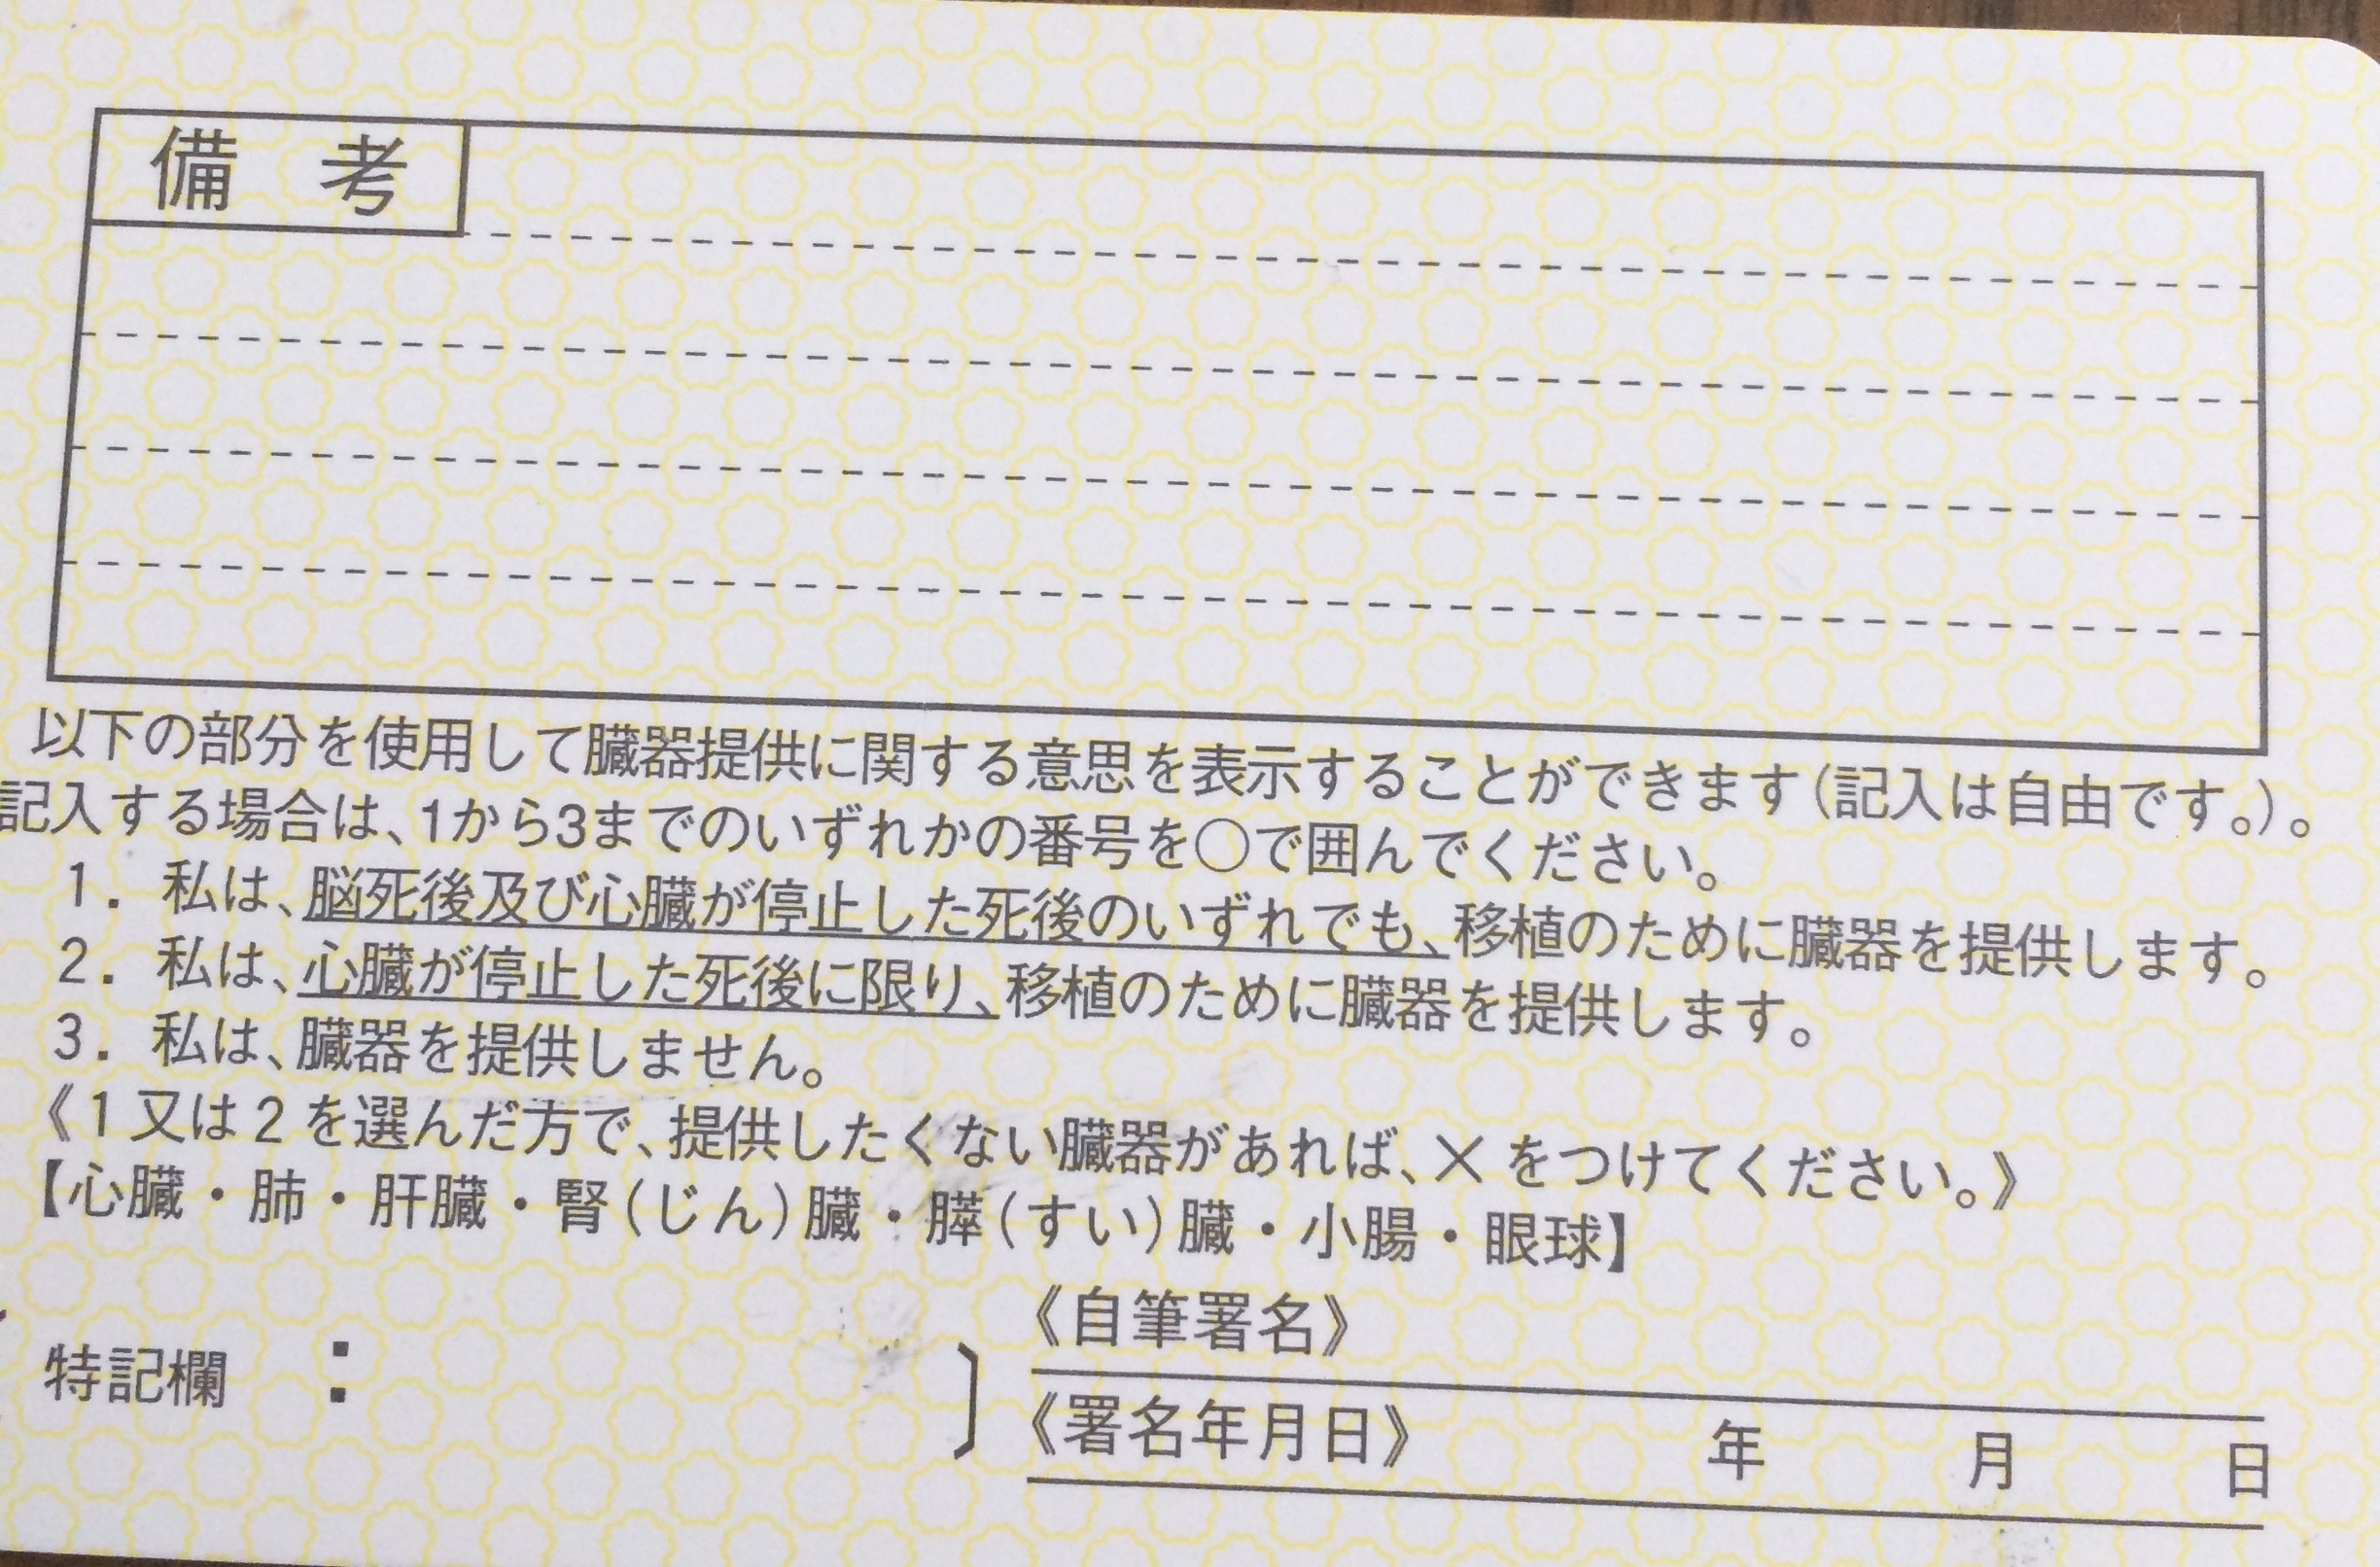 備考
以下の部分を使用して臓器提供に関する意思を表示することができます(記入は自由です。)。
記入する場合は、1から3までのいずれかの番号を○で囲んでください。
1. 私は、脳死後及び心臓が停止した死後のいずれでも、移植のために臓器を提供します。
2. 私は、心臓が停止した死後に限り、移植のために臓器を提供します。
3. 私は、臓器を提供しません。
《1又は2を選んだ方で、提供したくない臓器があれば、×をつけてください。》
【心臓・肺・肝臓・腎(じん)臓・膵(すい)臓・小腸・眼球】
特記欄 : 〕
《自筆署名》
《署名年月日》 年 月 日